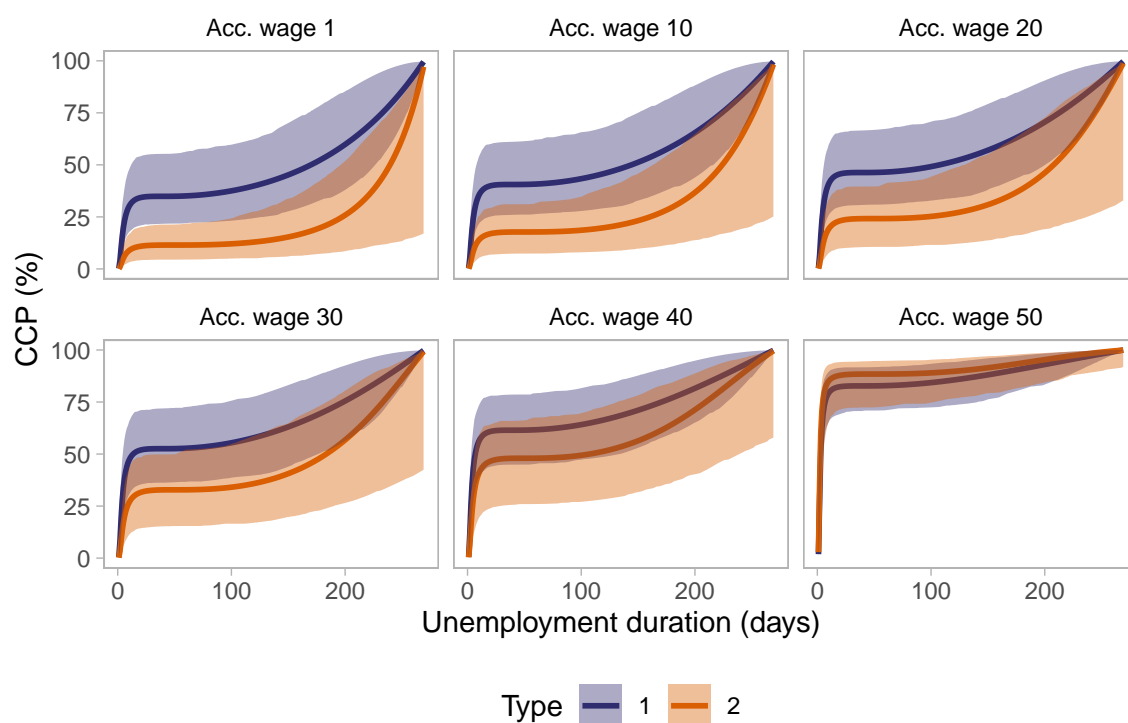 Acc. wage 1 Acc. wage 10 Acc. wage 20
100
75
50
25
0
Acc. wage 30 Acc. wage 40 Acc. wage 50
100
75
50
25
0
0 100 200 0 100 200 0 100 200
CCP (%)
Unemployment duration (days)
Type 1 2